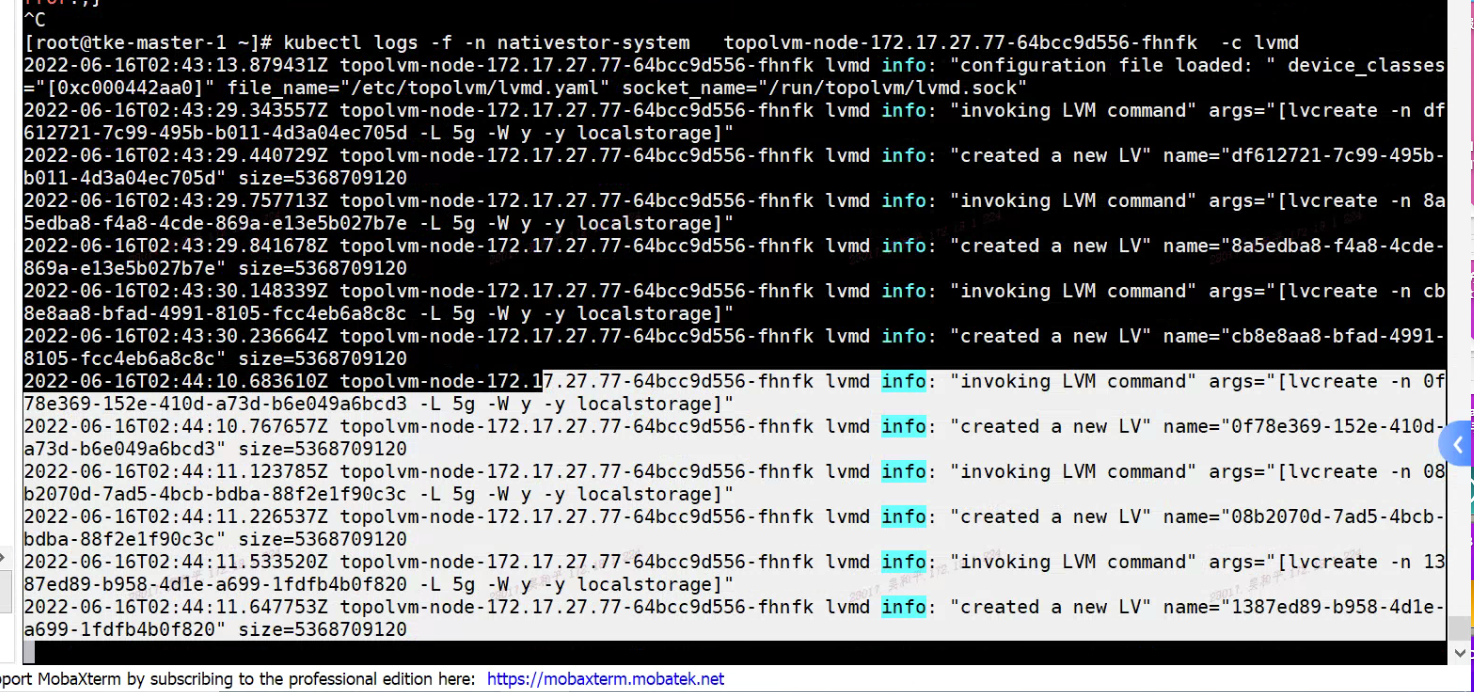 ^C
[root@tke-master-1 ~]# kubectl logs -f -n nativestor-system   topolvm-node-172.17.27.77-64bcc9d556-fhnfk  -c lvmd
2022-06-16T02:43:13.879431Z topolvm-node-172.17.27.77-64bcc9d556-fhnfk lvmd info: "configuration file loaded: " device_classes
="[0xc000442aa0]" file_name="/etc/topolvm/lvmd.yaml" socket_name="/run/topolvm/lvmd.sock"
2022-06-16T02:43:29.343557Z topolvm-node-172.17.27.77-64bcc9d556-fhnfk lvmd info: "invoking LVM command" args="[lvcreate -n df
612721-7c99-495b-b011-4d3a04ec705d -L 5g -W y -y localstorage]"
2022-06-16T02:43:29.440729Z topolvm-node-172.17.27.77-64bcc9d556-fhnfk lvmd info: "created a new LV" name="df612721-7c99-495b-
b011-4d3a04ec705d" size=5368709120
2022-06-16T02:43:29.757713Z topolvm-node-172.17.27.77-64bcc9d556-fhnfk lvmd info: "invoking LVM command" args="[lvcreate -n 8a
5edba8-f4a8-4cde-869a-e13e5b027b7e -L 5g -W y -y localstorage]"
2022-06-16T02:43:29.841678Z topolvm-node-172.17.27.77-64bcc9d556-fhnfk lvmd info: "created a new LV" name="8a5edba8-f4a8-4cde-
869a-e13e5b027b7e" size=5368709120
2022-06-16T02:43:30.148339Z topolvm-node-172.17.27.77-64bcc9d556-fhnfk lvmd info: "invoking LVM command" args="[lvcreate -n cb
8e8aa8-bfad-4991-8105-fcc4eb6a8c8c -L 5g -W y -y localstorage]"
2022-06-16T02:43:30.236664Z topolvm-node-172.17.27.77-64bcc9d556-fhnfk lvmd info: "created a new LV" name="cb8e8aa8-bfad-4991-
8105-fcc4eb6a8c8c" size=5368709120
2022-06-16T02:44:10.683610Z topolvm-node-172.17.27.77-64bcc9d556-fhnfk lvmd info: "invoking LVM command" args="[lvcreate -n 0f
78e369-152e-410d-a73d-b6e049a6bcd3 -L 5g -W y -y localstorage]"
2022-06-16T02:44:10.767657Z topolvm-node-172.17.27.77-64bcc9d556-fhnfk lvmd info: "created a new LV" name="0f78e369-152e-410d-
a73d-b6e049a6bcd3" size=5368709120
2022-06-16T02:44:11.123785Z topolvm-node-172.17.27.77-64bcc9d556-fhnfk lvmd info: "invoking LVM command" args="[lvcreate -n 08
b2070d-7ad5-4bcb-bdba-88f2e1f90c3c -L 5g -W y -y localstorage]"
2022-06-16T02:44:11.226537Z topolvm-node-172.17.27.77-64bcc9d556-fhnfk lvmd info: "created a new LV" name="08b2070d-7ad5-4bcb-
bdba-88f2e1f90c3c" size=5368709120
2022-06-16T02:44:11.533520Z topolvm-node-172.17.27.77-64bcc9d556-fhnfk lvmd info: "invoking LVM command" args="[lvcreate -n 13
87ed89-b958-4d1e-a699-1fdfb4b0f820 -L 5g -W y -y localstorage]"
2022-06-16T02:44:11.647753Z topolvm-node-172.17.27.77-64bcc9d556-fhnfk lvmd info: "created a new LV" name="1387ed89-b958-4d1e-
a699-1fdfb4b0f820" size=5368709120
port MobaXterm by subscribing to the professional edition here:  https://mobaxterm.mobatek.net